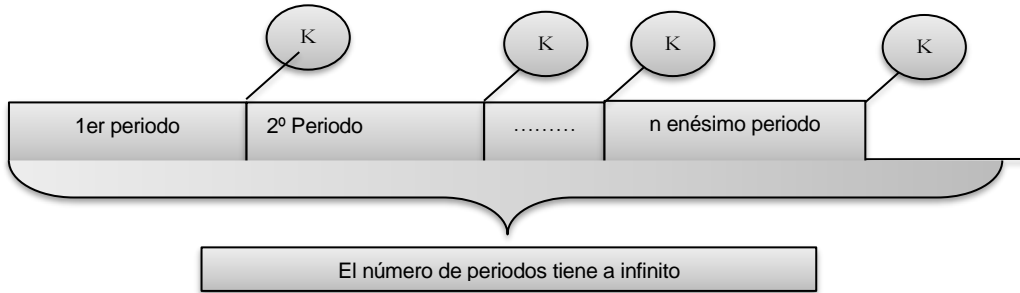 K
K
K
K
1er periodo
2º Periodo
………
n enésimo periodo
El número de periodos tiene a infinito